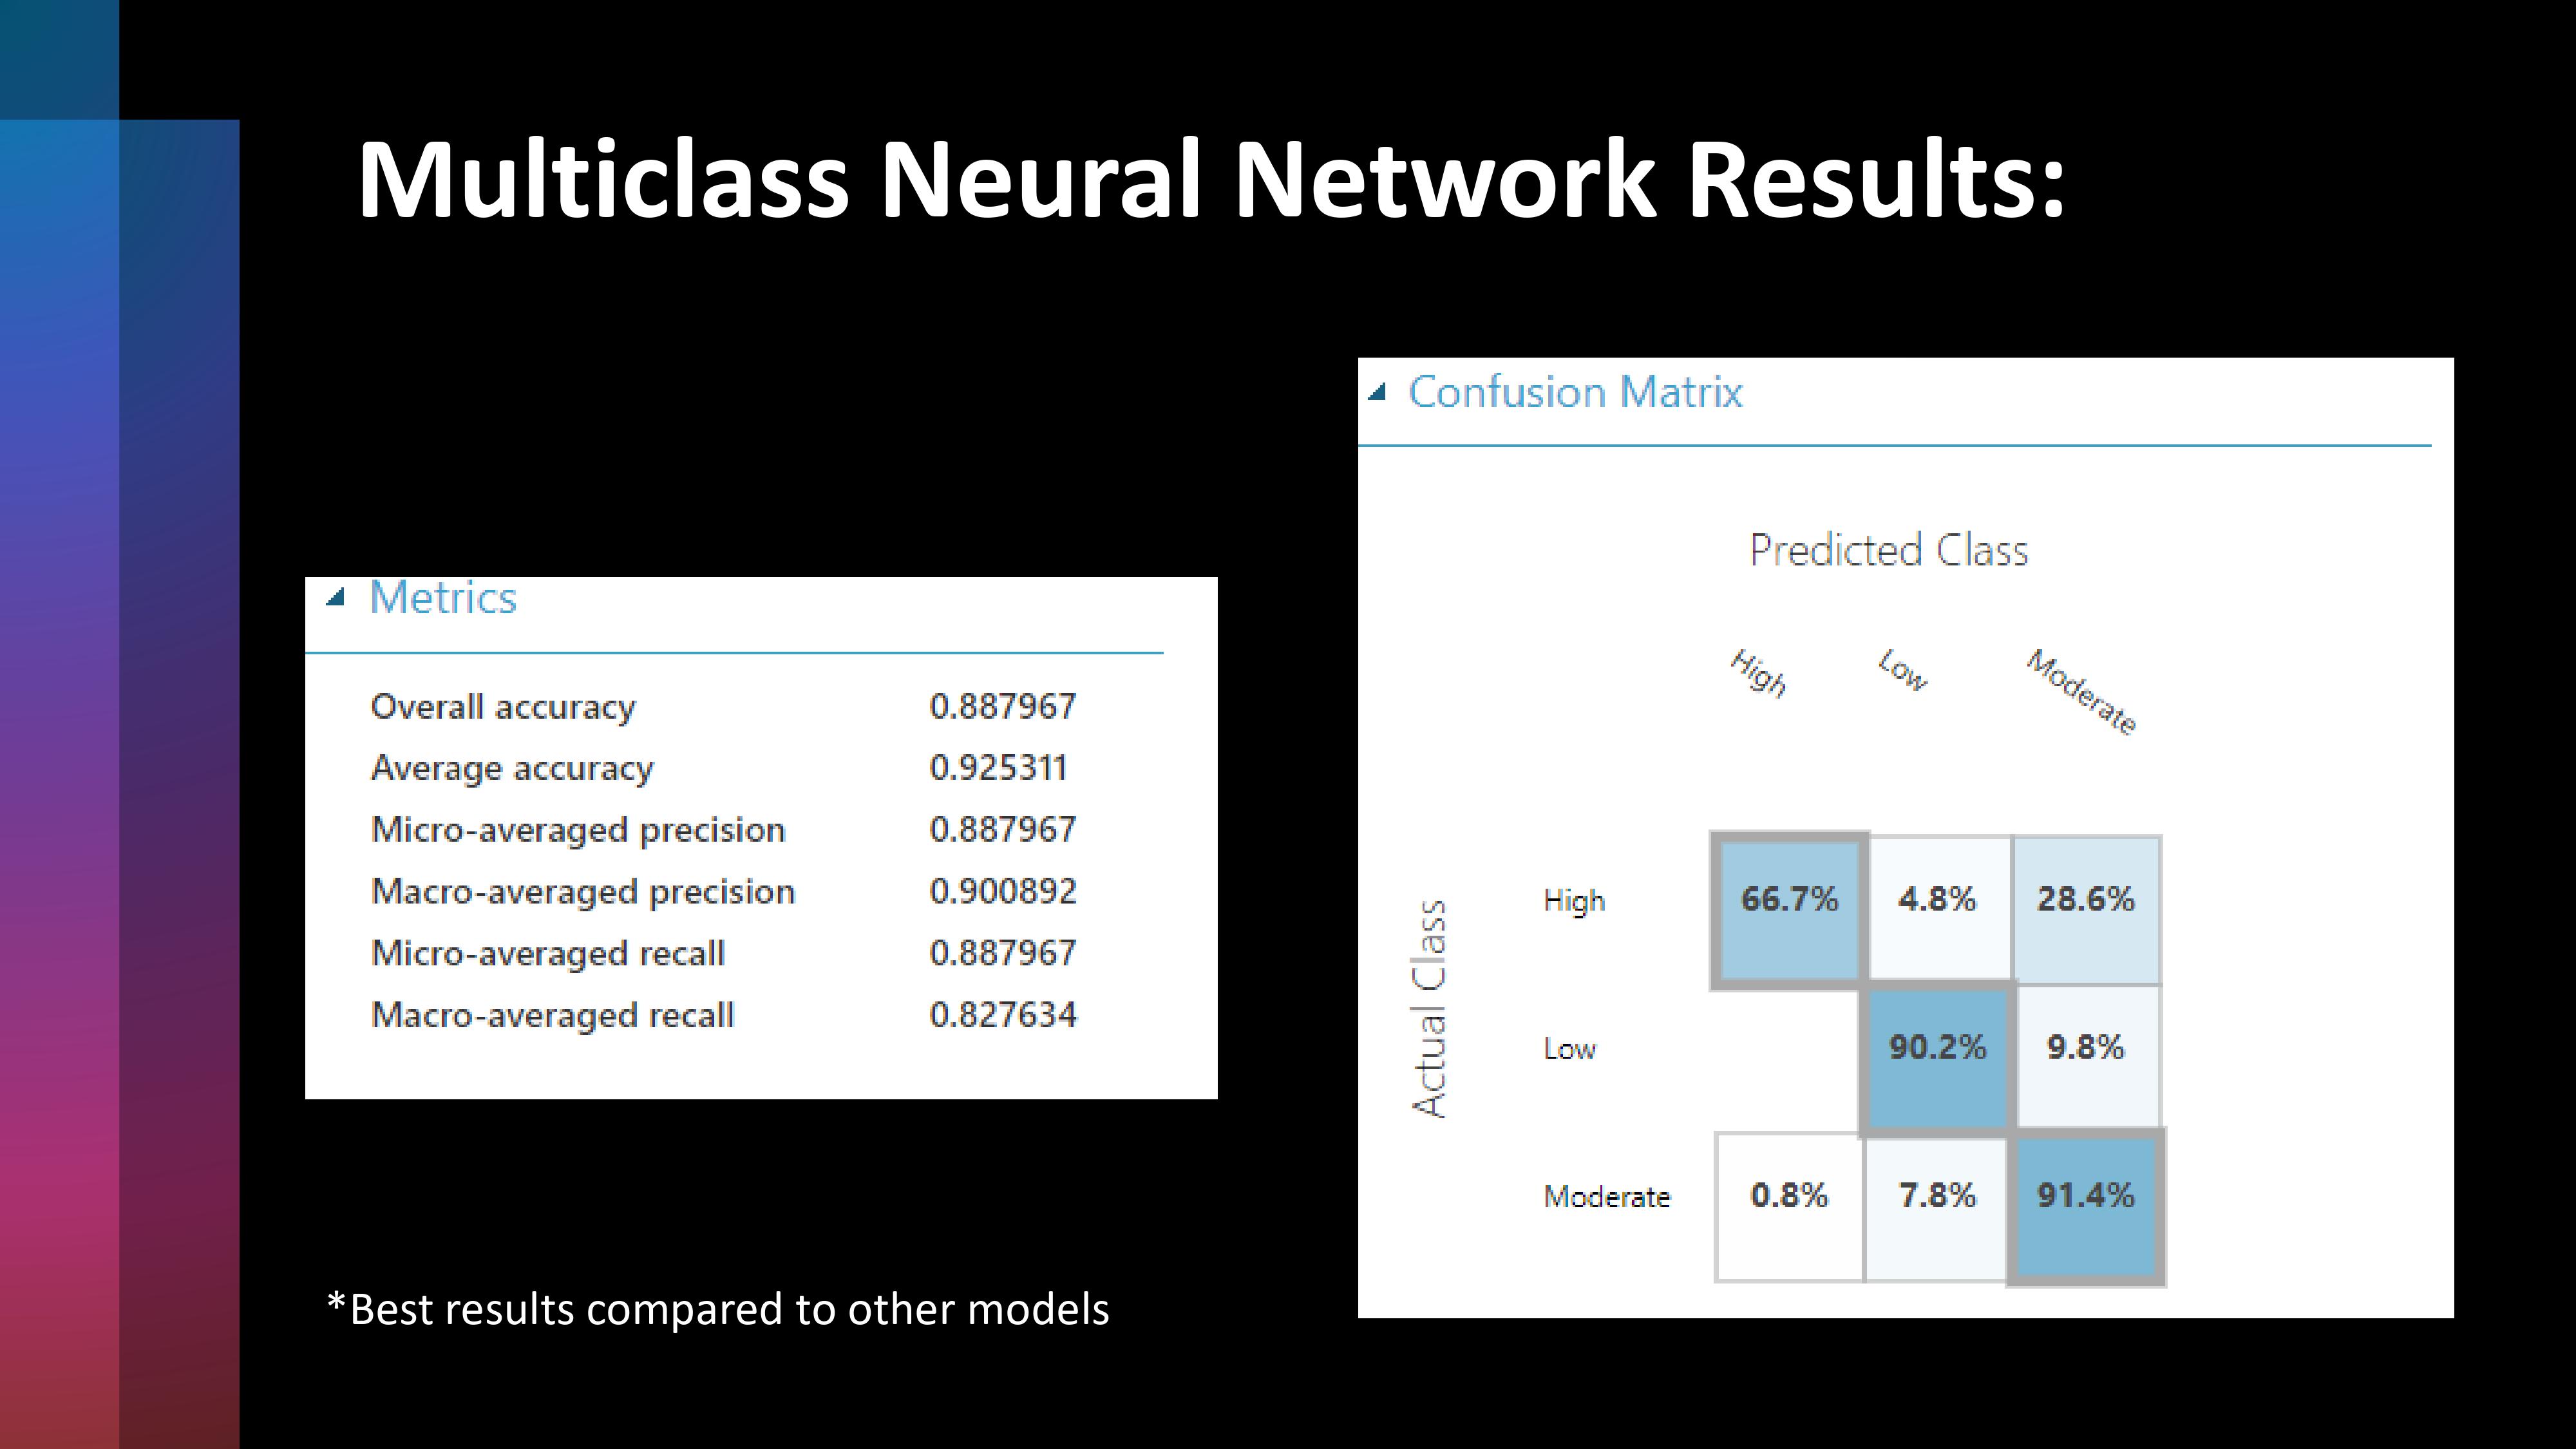 Multiclass Neural Network Results:
Metrics
Overall accuracy 0.887967
Average accuracy 0.925311
Micro-averaged precision 0.887967
Macro-averaged precision 0.900892
Micro-averaged recall 0.887967
Macro-averaged recall 0.827634
*Best results compared to other models
Confusion Matrix
Predicted Class
High Low Moderate
Actual Class
High 66.7% 4.8% 28.6%
Low 90.2% 9.8%
Moderate 0.8% 7.8% 91.4%